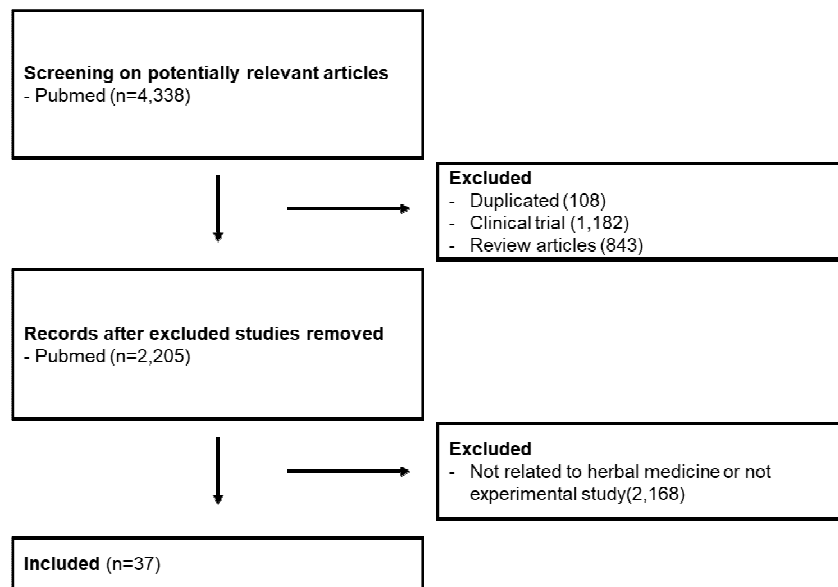 Screening on potentially relevant articles
- Pubmed (n=4,338)
Excluded
- Duplicated (108)
- Clinical trial (1,182)
- Review articles (843)
Records after excluded studies removed
- Pubmed (n=2,205)
Excluded
- Not related to herbal medicine or not
experimental study(2,168)
Included (n=37)